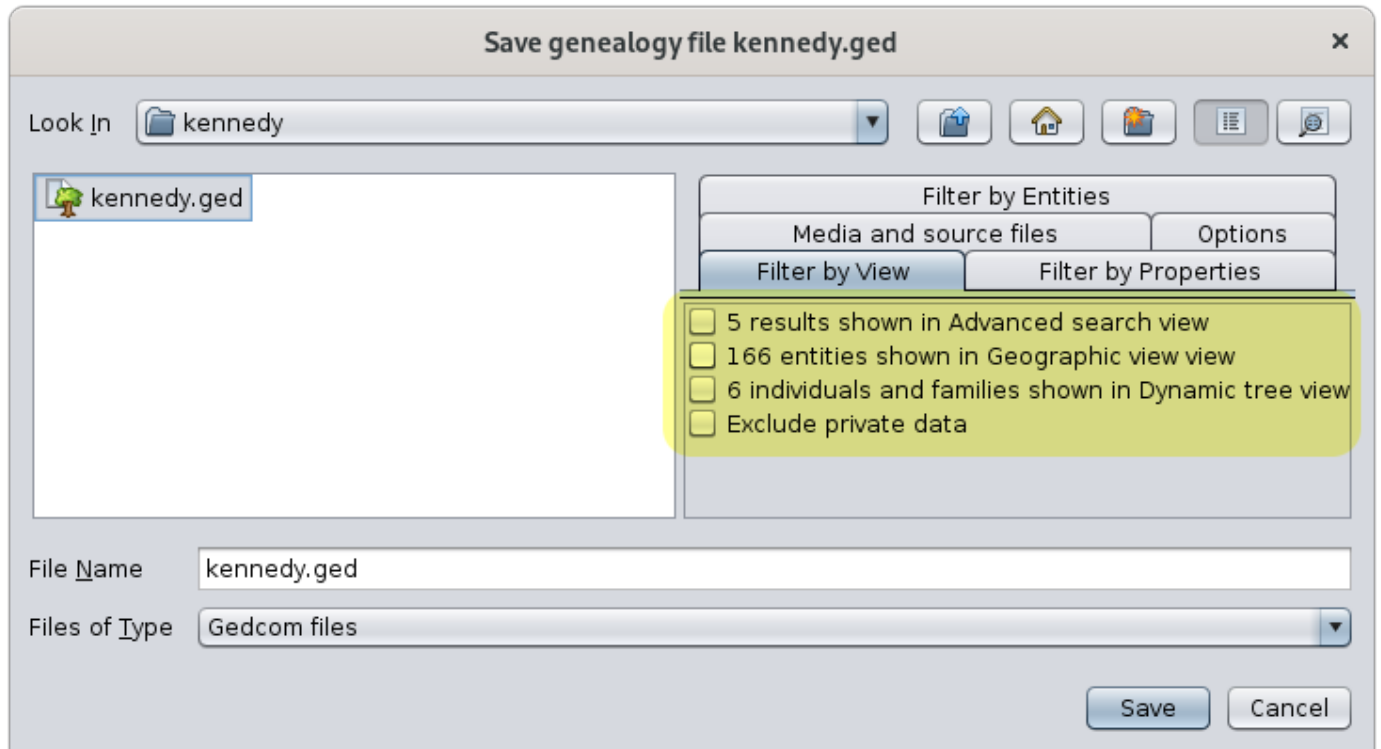 Save genealogy file kennedy.ged
Look In kennedy
kennedy.ged
Filter by Entities
Media and source files Options
Filter by View Filter by Properties
5 results shown in Advanced search view
166 entities shown in Geographic view view
6 individuals and families shown in Dynamic tree view
Exclude private data
File Name kennedy.ged
Files of Type Gedcom files
Save Cancel